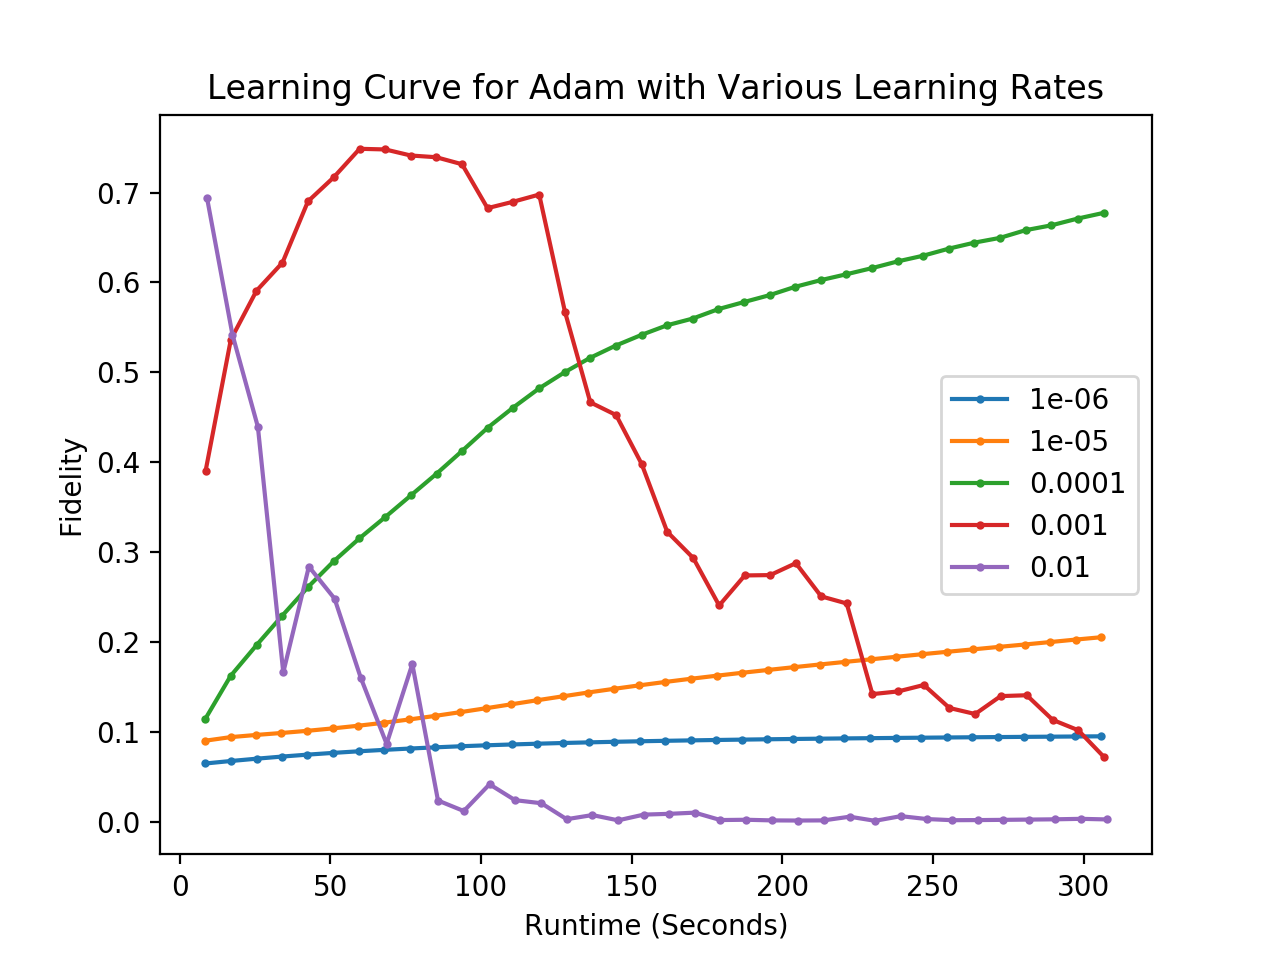 Learning Curve for Adam with Various Learning Rates
0.7
0.6
0.5
0.4
0.3
0.2
0.1
0.0
Fidelity
1e-06
1e-05
0.0001
0.001
0.01
0 50 100 150 200 250 300
Runtime (Seconds)